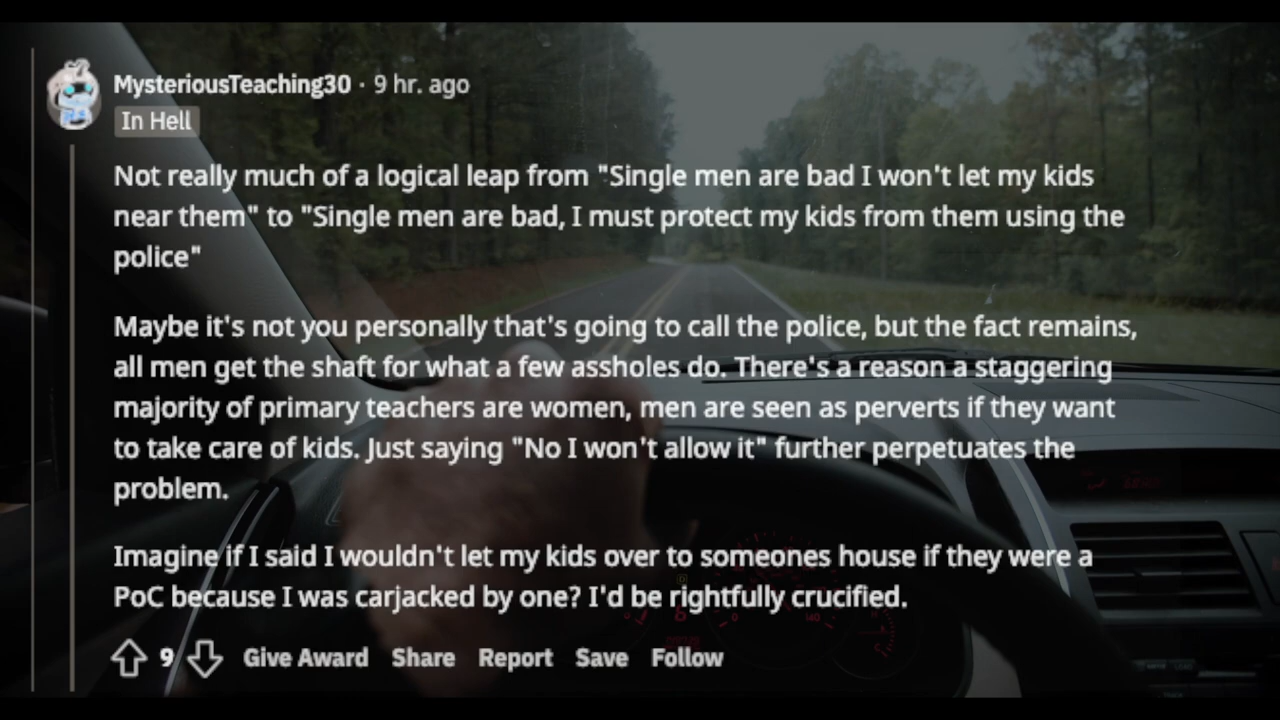 MysteriousTeaching30 · 9 hr. ago
In Hell
Not really much of a logical leap from "Single men are bad I won't let my kids
near them" to "Single men are bad, I must protect my kids from them using the
police"
Maybe it's not you personally that's going to call the police, but the fact remains,
all men get the shaft for what a few assholes do. There's a reason a staggering
majority of primary teachers are women, men are seen as perverts if they want
to take care of kids. Just saying "No I won't allow it" further perpetuates the
problem.
Imagine if I said I wouldn't let my kids over to someones house if they were a
PoC because I was carjacked by one? I'd be rightfully crucified.
9 Give Award Share Report Save Follow